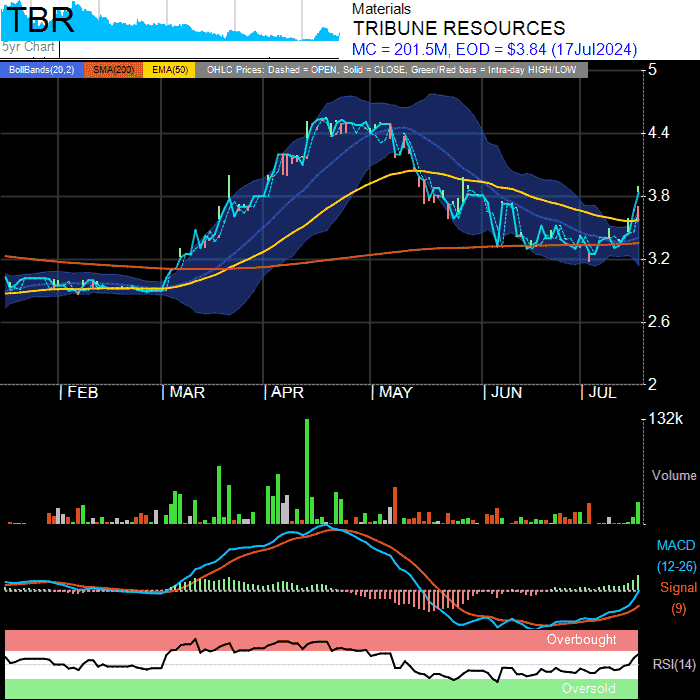 TBR
5yr Chart
Materials
TRIBUNE RESOURCES
MC = 201.5M, EOD = $3.84 (17Jul2024)
BollBands(20,2) SMA(200) EMA(50) OHLC Prices: Dashed = OPEN, Solid = CLOSE, Green/Red bars = Intra-day HIGH/LOW
5
4.4
3.8
3.2
2.6
2
FEB MAR APR MAY JUN JUL
132k
Volume
MACD
(12-26)
Signal
(9)
Overbought
RSI(14)
Oversold